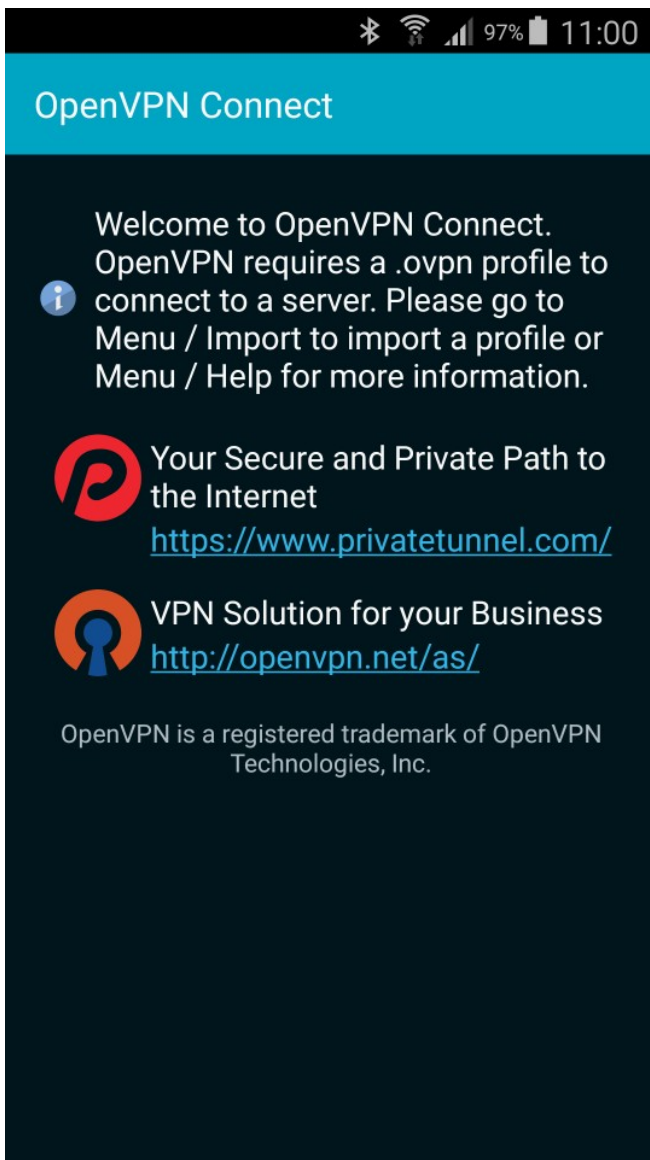 97% 11:00
OpenVPN Connect
Welcome to OpenVPN Connect.
OpenVPN requires a .ovpn profile to
connect to a server. Please go to
Menu / Import to import a profile or
Menu / Help for more information.
Your Secure and Private Path to
the Internet
https://www.privatetunnel.com/
VPN Solution for your Business
http://openvpn.net/as/
OpenVPN is a registered trademark of OpenVPN
Technologies, Inc.